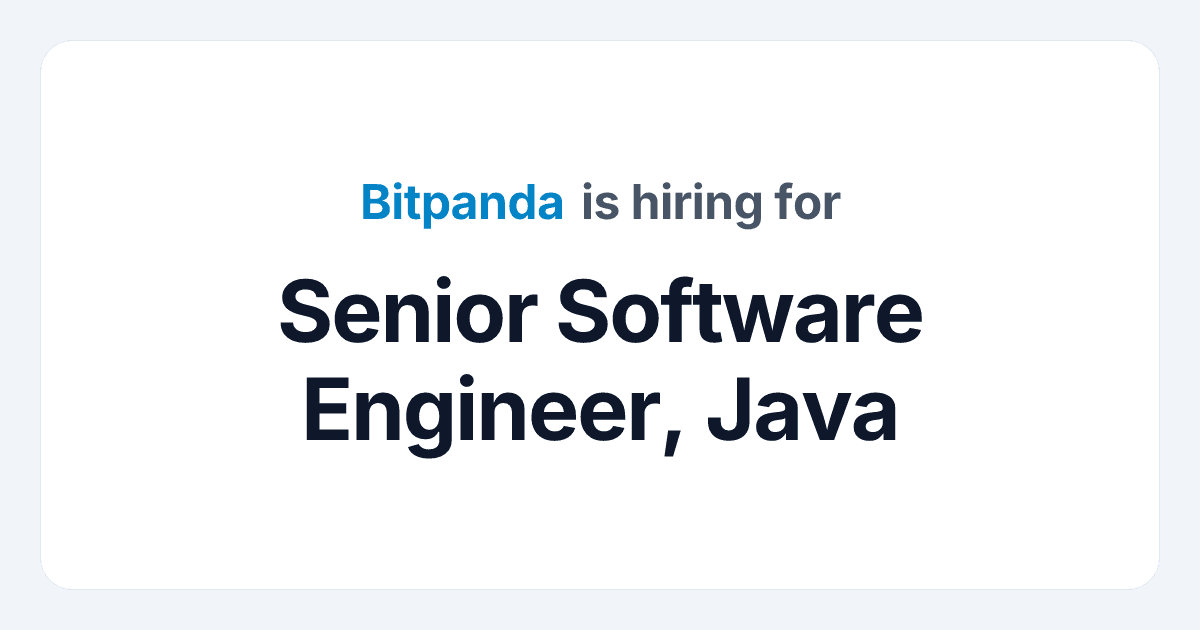 Bitpanda is hiring for
Senior Software
Engineer, Java